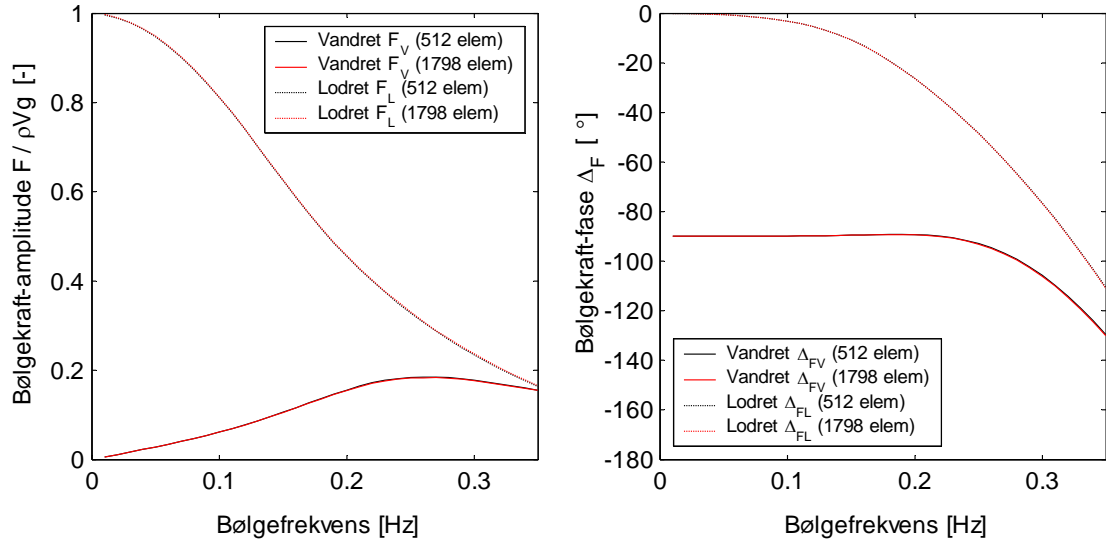 Bølgekraft-amplitude F / ρVg [-]
1
0.8
0.6
0.4
0.2
0
0
0.1
0.2
0.3
Bølgefrekvens [Hz]
Vandret F_V (512 elem)
Vandret F_V (1798 elem)
Lodret F_L (512 elem)
Lodret F_L (1798 elem)
Bølgekraft-fase Δ_F [ °]
0
-20
-40
-60
-80
-100
-120
-140
-160
-180
0
0.1
0.2
0.3
Bølgefrekvens [Hz]
Vandret Δ_FV (512 elem)
Vandret Δ_FV (1798 elem)
Lodret Δ_FL (512 elem)
Lodret Δ_FL (1798 elem)